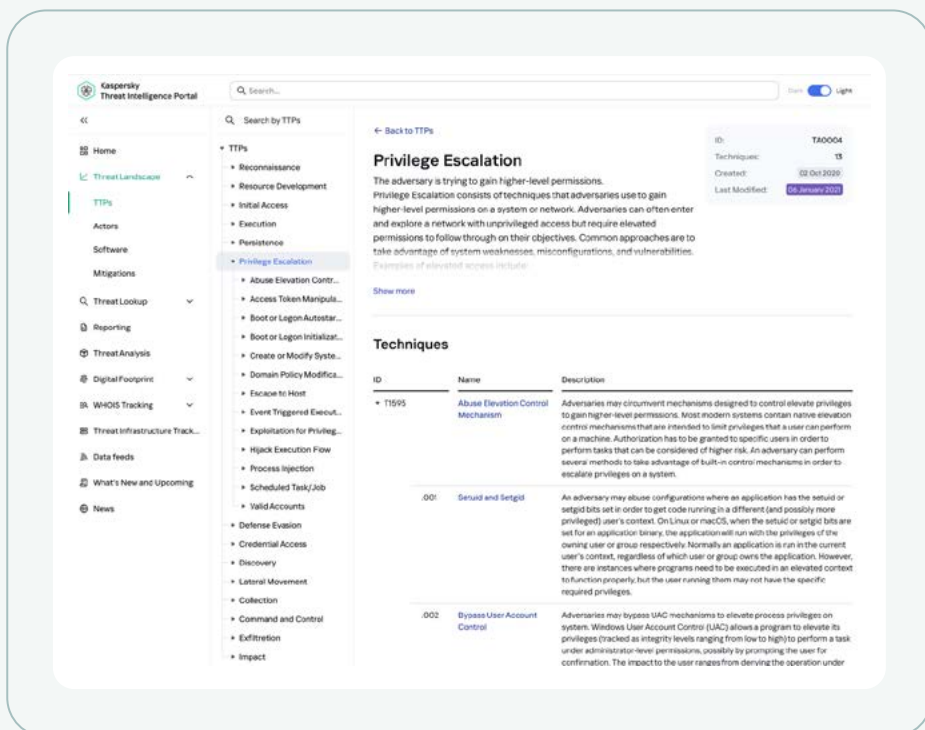 Kaspersky
Threat Intelligence Portal
Search...
Dark
Light
Home
Threat Landscape
TTPs
Actors
Software
Mitigations
Threat Lookup
Reporting
Threat Analysis
Digital Footprint
WHOIS Tracking
Threat Infrastructure Track...
Data feeds
What's New and Upcoming
News
Search by TTPs
TTPs
Reconnaissance
Resource Development
Initial Access
Execution
Persistence
Privilege Escalation
Abuse Elevation Contr...
Access Token Manipula...
Boot or Logon Autostar...
Boot or Logon Initializat...
Create or Modify Syste...
Domain Policy Modifica...
Escape to Host
Event Triggered Execut...
Exploitation for Privileg...
Hijack Execution Flow
Process Injection
Scheduled Task/Job
Valid Accounts
Defense Evasion
Credential Access
Discovery
Lateral Movement
Collection
Command and Control
Exfiltretion
Impact
← Back to TTPs
Privilege Escalation
The adversary is trying to gain higher-level permissions.
Privilege Escalation consists of techniques that adversaries use to gain
higher-level permissions on a system or network. Adversaries can often enter
and explore a network with unprivileged access but require elevated
permissions to follow through on their objectives. Common approaches are to
take advantage of system weaknesses, misconfigurations, and vulnerabilities.
Examples of elevated access include:
Show more
ID: TA0004
Techniques: 13
Created: 02 Oct 2020
Last Modified: 06 January 2021
Techniques
ID Name Description
T1595 Abuse Elevation Control Adversaries may circumvent mechanisms designed to control elevate privileges
Mechanism to gain higher-level permissions. Most modern systems contain native elevation
control mechanisms that are intended to limit privileges that a user can perform
on a machine. Authorization has to be granted to specific users in order to
perform tasks that can be considered of higher risk. An adversary can perform
several methods to take advantage of built-in control mechanisms in order to
escalate privileges on a system.
.001 Setuid and Setgid An adversary may abuse configurations where an application has the setuid or
setgid bits set in order to get code running in a different (and possibly more
privileged) user's context. On Linux or macOS, when the setuid or setgid bits are
set for an application binary, the application will run with the privileges of the
owning user or group respectively. Normally an application is run in the current
user's context, regardless of which user or group owns the application. However,
there are instances where programs need to be executed in an elevated context
to function properly, but the user running them may not have the specific
required privileges.
.002 Bypass User Account Adversaries may bypass UAC mechanisms to elevate process privileges on
Control system. Windows User Account Control (UAC) allows a program to elevate its
privileges (tracked as integrity levels ranging from low to high) to perform a task
under administrator-level permissions, possibly by prompting the user for
confirmation. The impact to the user ranges from denying the operation under